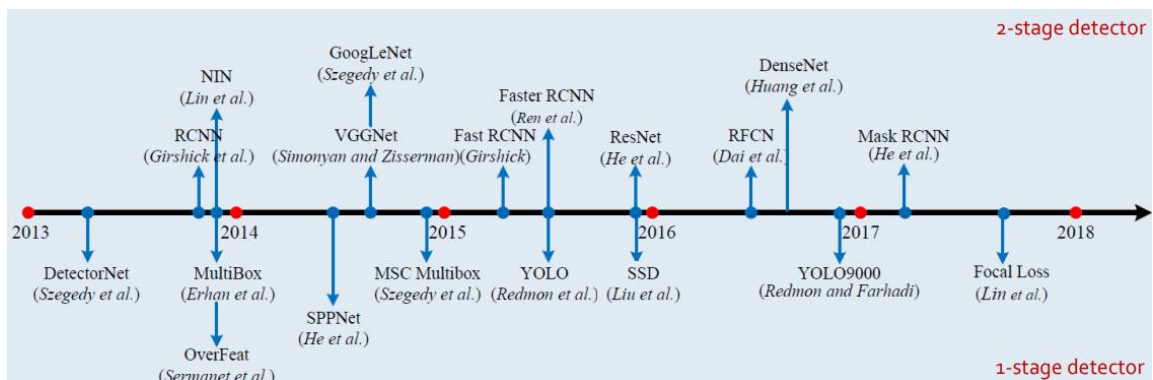 2-stage detector
GoogLeNet
(Szegedy et al.)
DenseNet
(Huang et al.)
NIN
(Lin et al.)
Faster RCNN
(Ren et al.)
RCNN
(Girshick et al.)
VGGNet
(Simonyan and Zisserman)
Fast RCNN
(Girshick)
ResNet
(He et al.)
RFCN
(Dai et al.)
Mask RCNN
(He et al.)
2013
2014
2015
2016
2017
2018
DetectorNet
(Szegedy et al.)
MultiBox
(Erhan et al.)
MSC Multibox
(Szegedy et al.)
YOLO
(Redmon et al.)
SSD
(Liu et al.)
YOLO9000
(Redmon and Farhadi)
Focal Loss
(Lin et al.)
SPPNet
(He et al.)
OverFeat
(Sermanet et al.)
1-stage detector